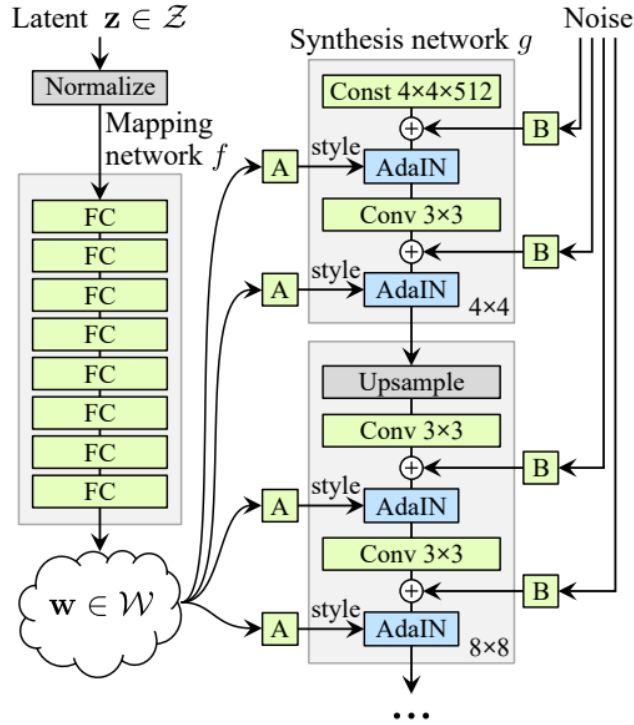 Latent z ∈ 𝒵
Normalize
Mapping
network f
FC
FC
FC
FC
FC
FC
FC
FC
w ∈ 𝒲
Synthesis network g
Noise
Const 4×4×512
B
A
style
AdaIN
Conv 3×3
B
A
style
AdaIN
4×4
Upsample
Conv 3×3
B
A
style
AdaIN
Conv 3×3
B
A
style
AdaIN
8×8
...